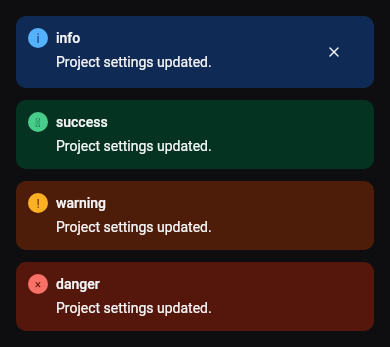 i info
Project settings updated.
success
Project settings updated.
! warning
Project settings updated.
× danger
Project settings updated.